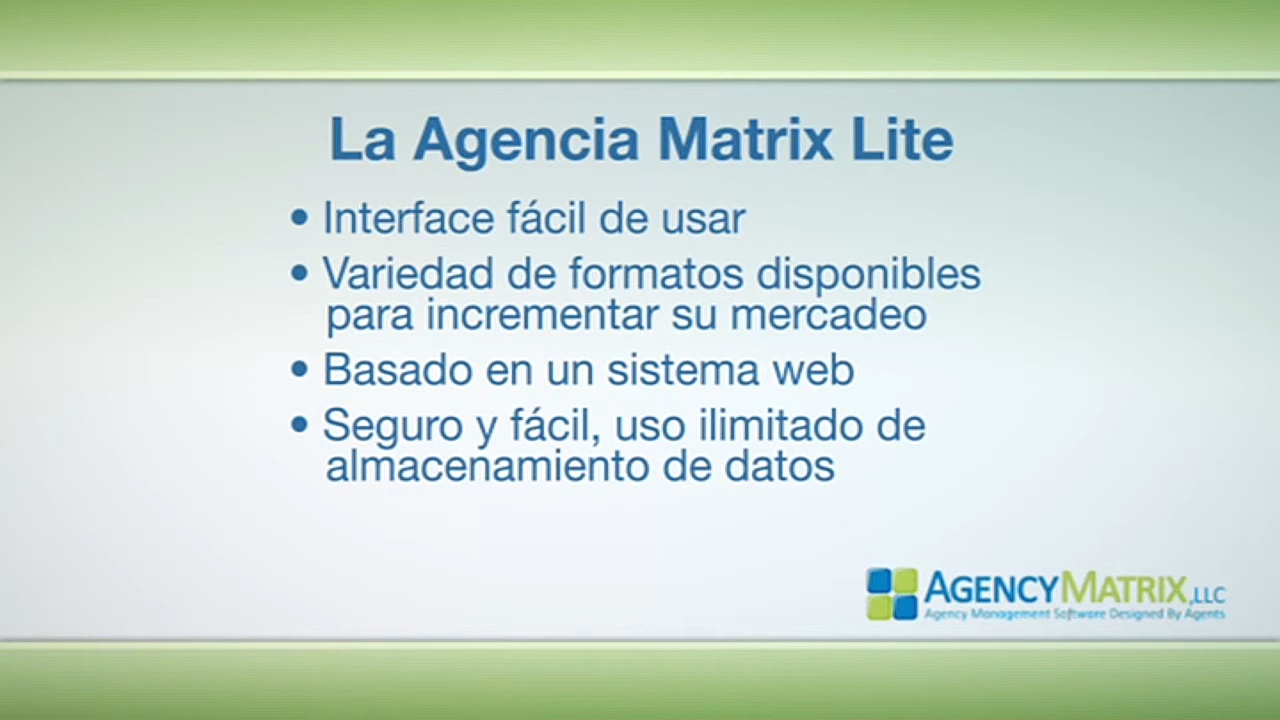 La Agencia Matrix Lite
• Interface fácil de usar
• Variedad de formatos disponibles
para incrementar su mercadeo
• Basado en un sistema web
• Seguro y fácil, uso ilimitado de
almacenamiento de datos
AGENCYMATRIX,LLC
Agency Management Software Designed By Agents